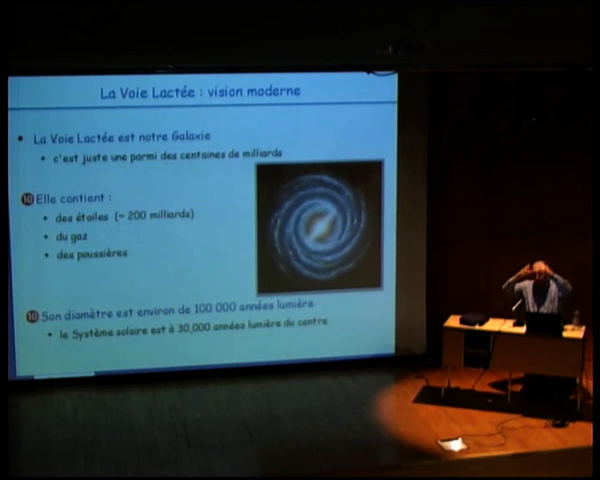 La Voie Lactée : vision moderne
• La Voie Lactée est notre Galaxie
• c'est juste une parmi des centaines de milliards
10 Elle contient :
• des étoiles (~ 200 milliards)
• du gaz
• des poussières
10 Son diamètre est environ de 100 000 années lumière
• le Système solaire est à 30,000 années lumière du centre